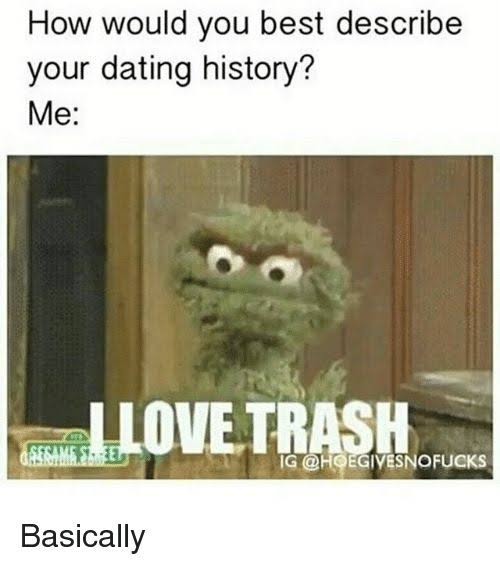 How would you best describe
your dating history?
Me:
I LOVE TRASH
SESAME STREET
IG @HOEGIVESNOFUCKS
Basically